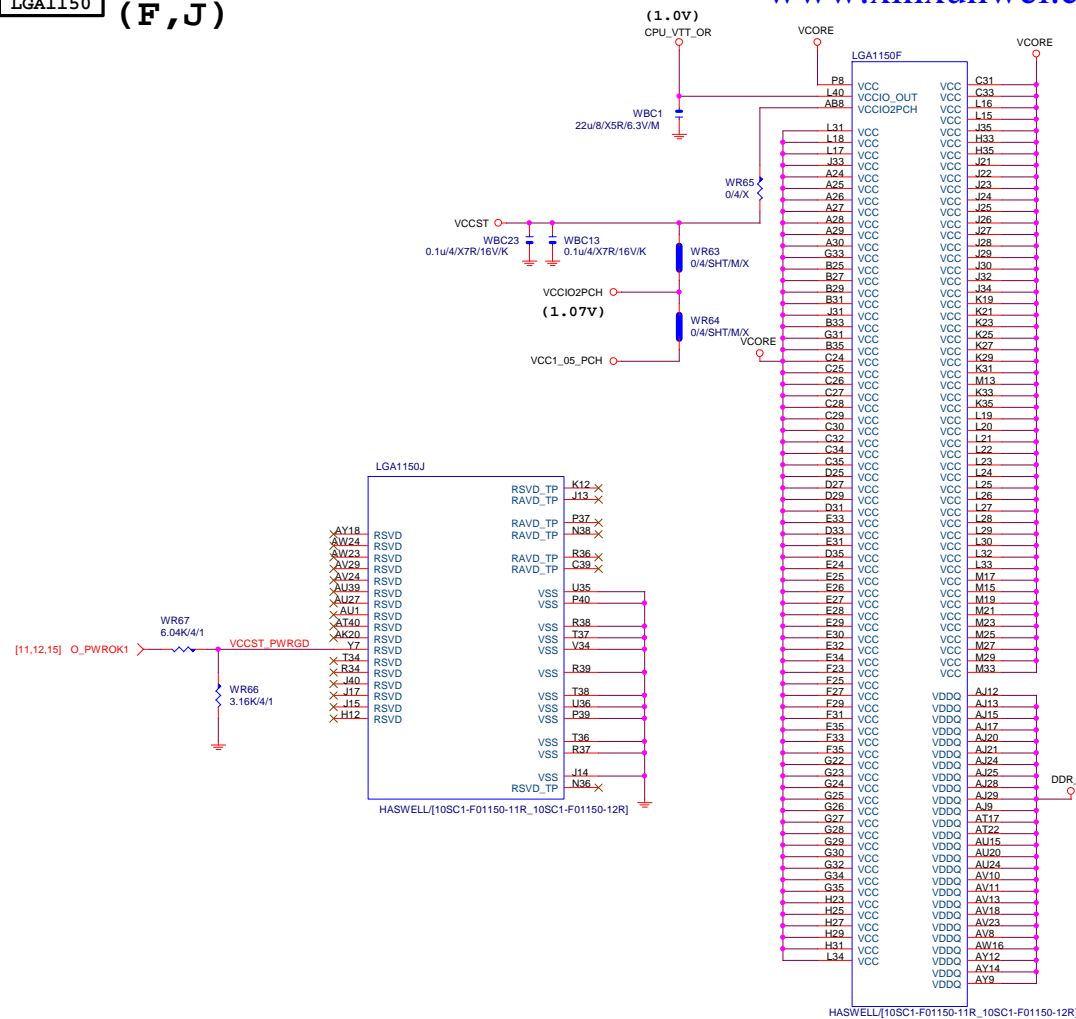 LGA1150
(F,J)
(1.0V)
CPU_VTT_OR
VCORE
VCORE
LGA1150F
WBC1
22u/8/X5R/6.3V/M
WR65
0/4/X
VCCST
WBC23
0.1u/4/X7R/16V/K
WBC13
0.1u/4/X7R/16V/K
WR63
0/4/SHT/M/X
VCCIO2PCH
(1.07V)
WR64
0/4/SHT/M/X
VCORE
VCC1_05_PCH
P8 VCC VCC C31
L40 VCCIO_OUT VCC C33
AB8 VCCIO2PCH VCC L16
VCC L15
L31 VCC VCC J35
L18 VCC VCC H33
L17 VCC VCC H35
J33 VCC VCC J21
A24 VCC VCC J22
A25 VCC VCC J23
A26 VCC VCC J24
A27 VCC VCC J25
A28 VCC VCC J26
A29 VCC VCC J27
A30 VCC VCC J28
G33 VCC VCC J29
B25 VCC VCC J30
B27 VCC VCC J32
B29 VCC VCC J34
B31 VCC VCC K19
J31 VCC VCC K21
B33 VCC VCC K23
G31 VCC VCC K25
B35 VCC VCC K27
C24 VCC VCC K29
C25 VCC VCC K31
C26 VCC VCC M13
C27 VCC VCC K33
C28 VCC VCC K35
C29 VCC VCC L19
C30 VCC VCC L20
C32 VCC VCC L21
C34 VCC VCC L22
C35 VCC VCC L23
D25 VCC VCC L24
D27 VCC VCC L25
D29 VCC VCC L26
D31 VCC VCC L27
E33 VCC VCC L28
D33 VCC VCC L29
E31 VCC VCC L30
D35 VCC VCC L32
E24 VCC VCC L33
E25 VCC VCC M17
E26 VCC VCC M15
E27 VCC VCC M19
E28 VCC VCC M21
E29 VCC VCC M23
E30 VCC VCC M25
E32 VCC VCC M27
E34 VCC VCC M29
F23 VCC VCC M33
F25 VCC
F27 VCC VDDQ AJ12
F29 VCC VDDQ AJ13
F31 VCC VDDQ AJ15
E35 VCC VDDQ AJ17
F33 VCC VDDQ AJ20
F35 VCC VDDQ AJ21
G22 VCC VDDQ AJ24
G23 VCC VDDQ AJ25
G24 VCC VDDQ AJ28
G25 VCC VDDQ AJ29
G26 VCC VDDQ AJ9
G27 VCC VDDQ AT17
G28 VCC VDDQ AT22
G29 VCC VDDQ AU15
G30 VCC VDDQ AU20
G32 VCC VDDQ AU24
G34 VCC VDDQ AV10
G35 VCC VDDQ AV11
H23 VCC VDDQ AV13
H25 VCC VDDQ AV18
H27 VCC VDDQ AV23
H29 VCC VDDQ AV8
H31 VCC VDDQ AW16
L34 VCC VDDQ AY12
VDDQ AY14
VDDQ AY9
HASWELL/[10SC1-F01150-11R_10SC1-F01150-12R]
LGA1150J
RSVD_TP K12
RAVD_TP J13
RAVD_TP P37
AY18 RSVD RAVD_TP N38
AW24 RSVD
AW23 RSVD RAVD_TP R36
AV29 RSVD RAVD_TP C39
AV24 RSVD
AU39 RSVD VSS U35
AU27 RSVD VSS P40
AU1 RSVD
AT40 RSVD VSS R38
AK20 RSVD VSS T37
Y7 RSVD VSS V34
T34 RSVD
R34 RSVD VSS R39
J40 RSVD
J17 RSVD VSS T38
J15 RSVD VSS U36
H12 RSVD VSS P39
VSS T36
VSS R37
VSS J14
RSVD_TP N36
HASWELL/[10SC1-F01150-11R_10SC1-F01150-12R]
[11,12,15] O_PWROK1
WR67
6.04K/4/1
VCCST_PWRGD
WR66
3.16K/4/1